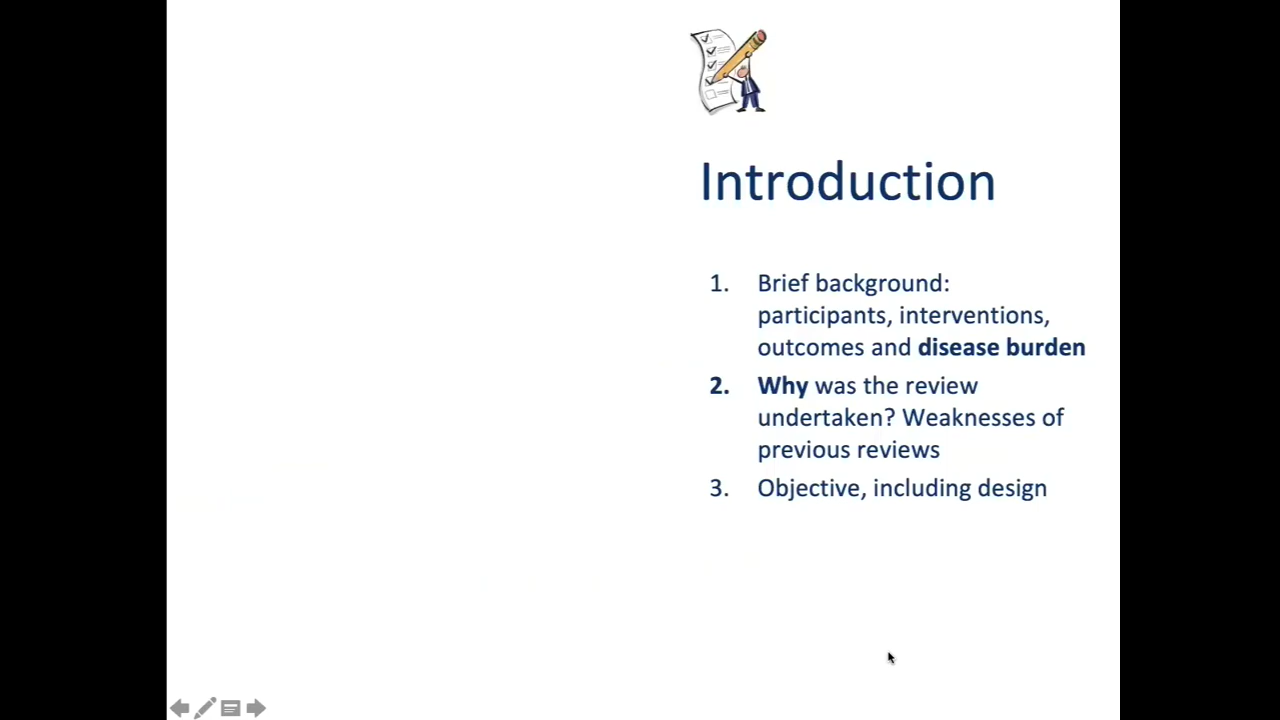 Introduction
1. Brief background:
participants, interventions,
outcomes and disease burden
2. Why was the review
undertaken? Weaknesses of
previous reviews
3. Objective, including design